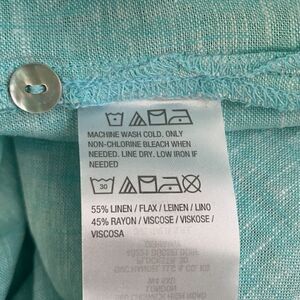 MACHINE WASH COLD. ONLY
NON-CHLORINE BLEACH WHEN
NEEDED. LINE DRY. LOW IRON IF
NEEDED
30
55% LINEN / FLAX / LEINEN / LINO
45% RAYON / VISCOSE / VISKOSE /
VISCOSA